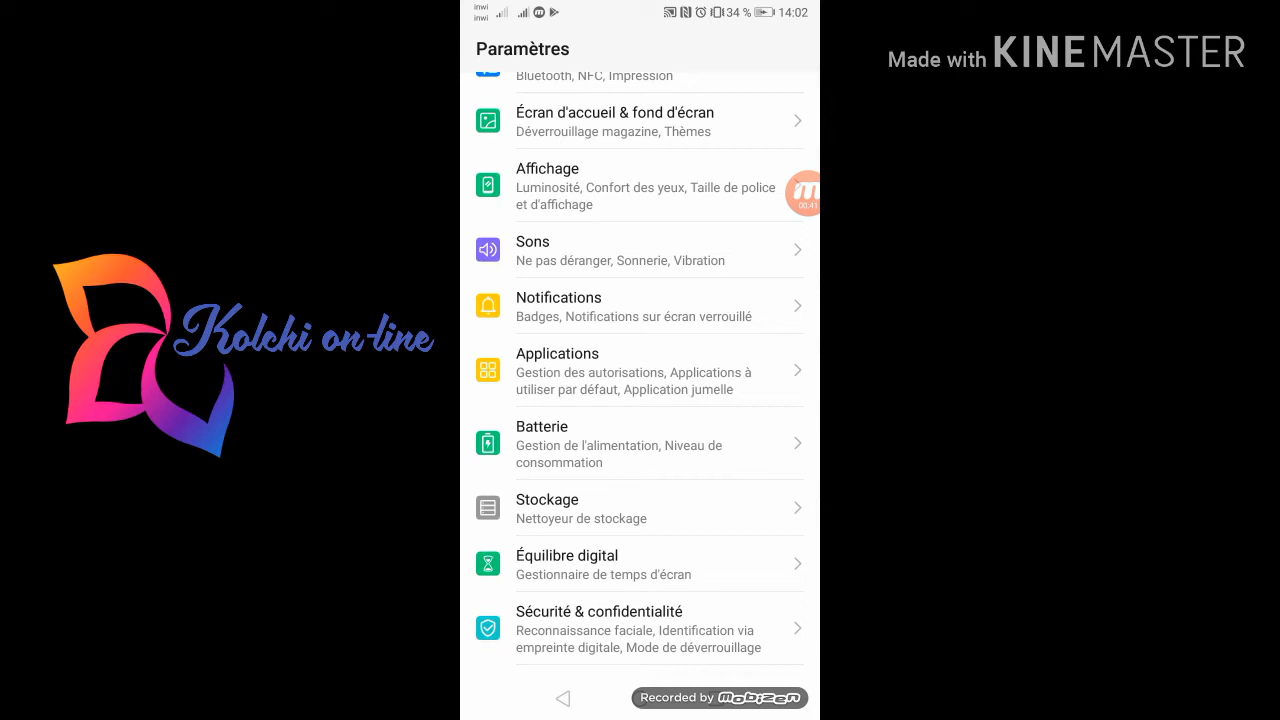 inwi
inwi
34 % 14:02
Made with KINEMASTER
Paramètres
Bluetooth, NFC, Impression
Écran d'accueil & fond d'écran
Déverrouillage magazine, Thèmes
Affichage
Luminosité, Confort des yeux, Taille de police
et d'affichage
00:41
Sons
Ne pas déranger, Sonnerie, Vibration
Notifications
Badges, Notifications sur écran verrouillé
Kolchi on-line
Applications
Gestion des autorisations, Applications à
utiliser par défaut, Application jumelle
Batterie
Gestion de l'alimentation, Niveau de
consommation
Stockage
Nettoyeur de stockage
Équilibre digital
Gestionnaire de temps d'écran
Sécurité & confidentialité
Reconnaissance faciale, Identification via
empreinte digitale, Mode de déverrouillage
Recorded by mobizen